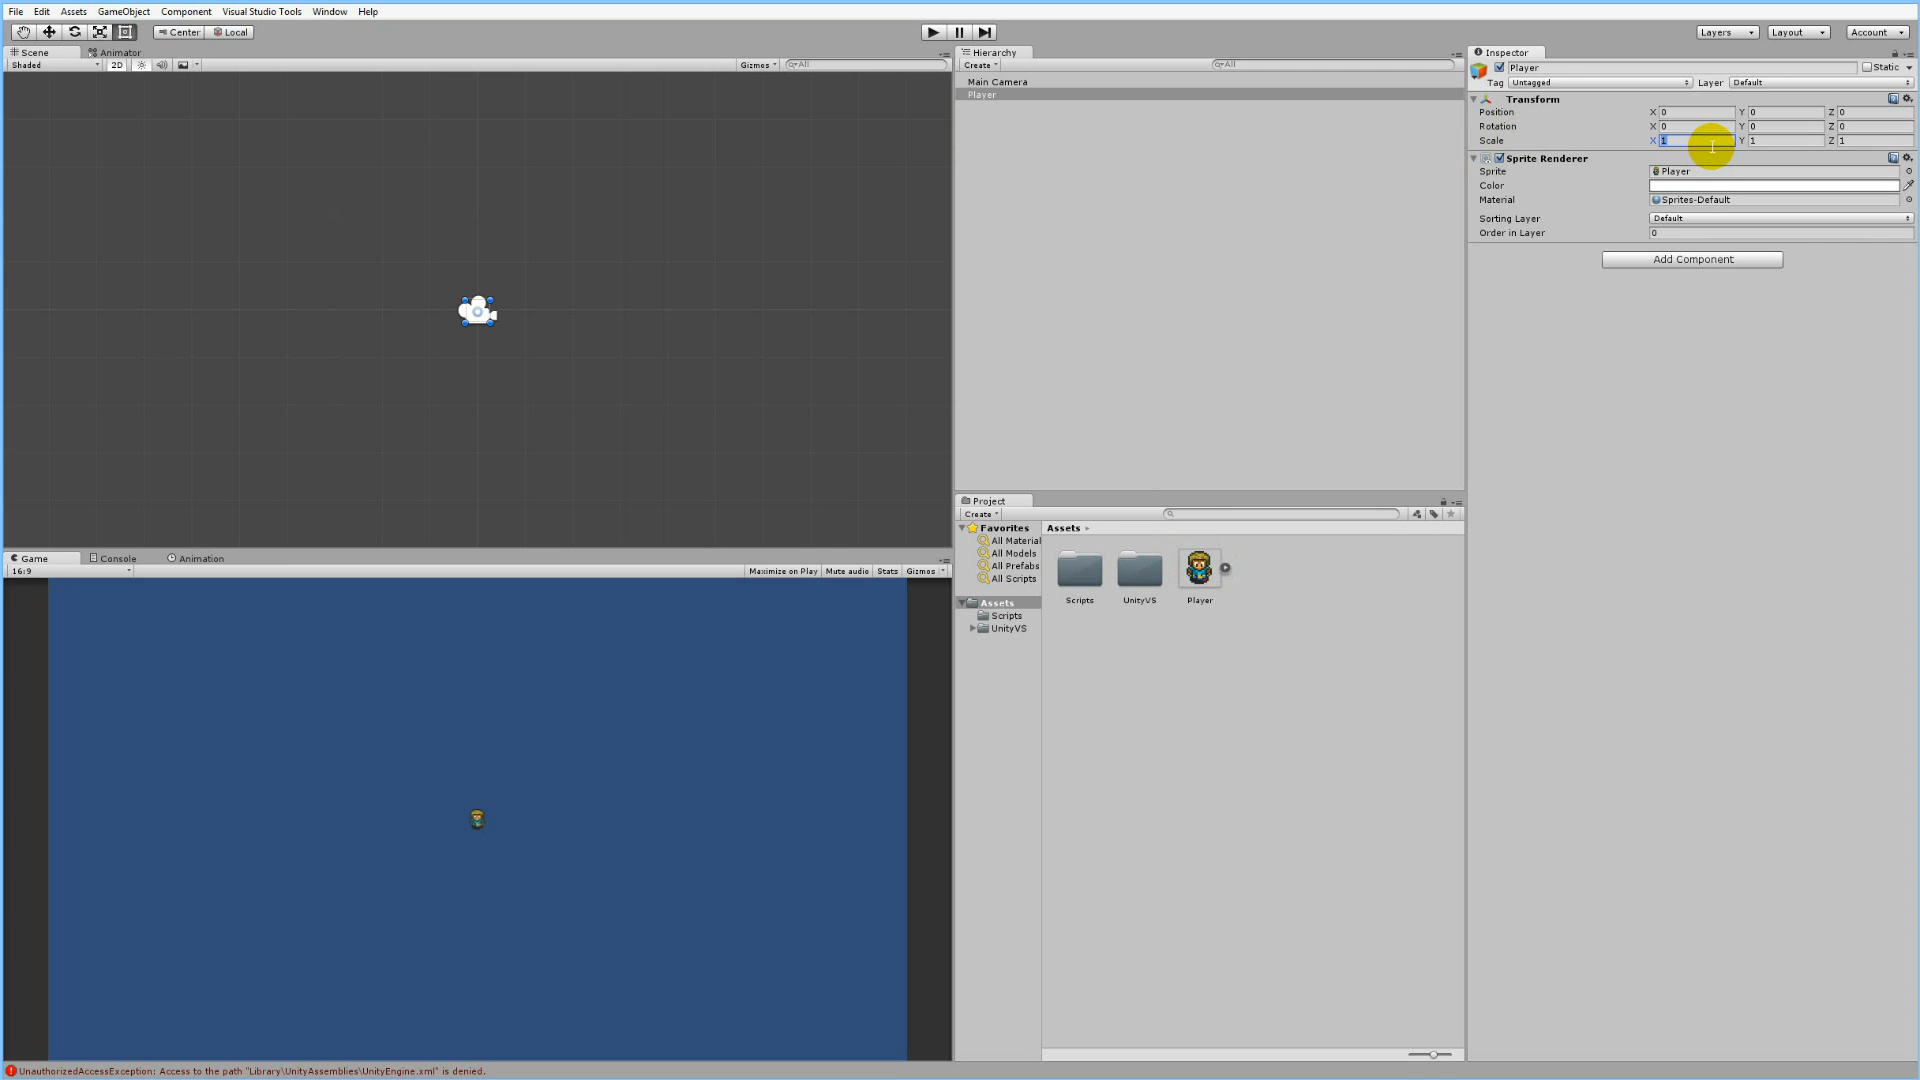 File Edit Assets GameObject Component Visual Studio Tools Window Help
Center Local
Layers Layout Account
Scene Animator
Shaded 2D Gizmos All
Hierarchy
Create All
Main Camera
Player
Inspector
Player Static
Tag Untagged Layer Default
Transform
Position X 0 Y 0 Z 0
Rotation X 0 Y 0 Z 0
Scale X 1 Y 1 Z 1
Sprite Renderer
Sprite Player
Color
Material Sprites-Default
Sorting Layer Default
Order in Layer 0
Add Component
Project
Create
Favorites
All Material
All Models
All Prefabs
All Scripts
Assets
Scripts
UnityVS
Assets
Scripts UnityVS Player
Game Console Animation
16:9 Maximize on Play Mute audio Stats Gizmos
UnauthorizedAccessException: Access to the path "Library\UnityAssemblies\UnityEngine.xml" is denied.